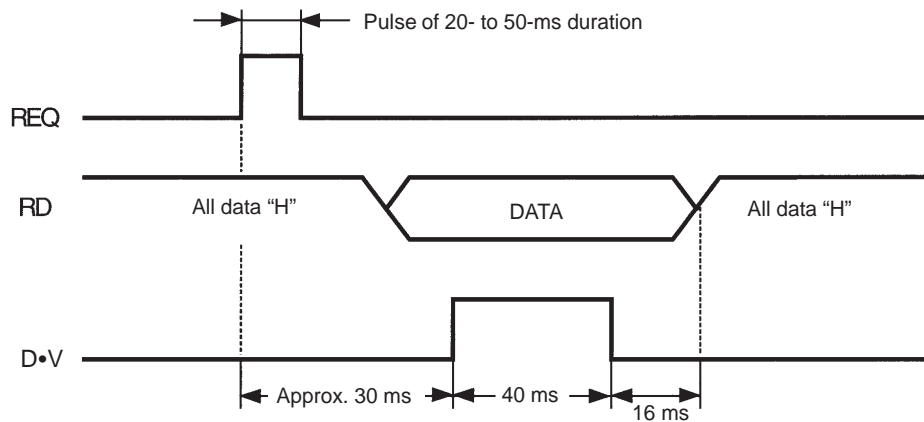 Pulse of 20- to 50-ms duration
REQ
RD
All data “H”
DATA
All data “H”
D•V
Approx. 30 ms
40 ms
16 ms